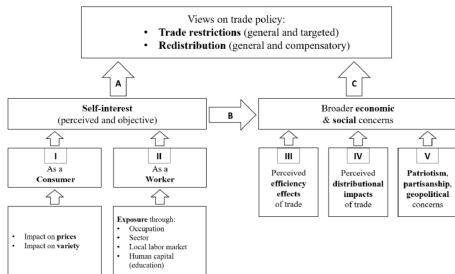 Views on trade policy:
• Trade restrictions (general and targeted)
• Redistribution (general and compensatory)
A
C
Self-interest
(perceived and objective)
B
Broader economic
& social concerns
I
As a
Consumer
II
As a
Worker
III
Perceived
efficiency
effects
of trade
IV
Perceived
distributional
impacts
of trade
V
Patriotism,
partisanship,
geopolitical
concerns
• Impact on prices
• Impact on variety
Exposure through:
• Occupation
• Sector
• Local labor market
• Human capital
(education)